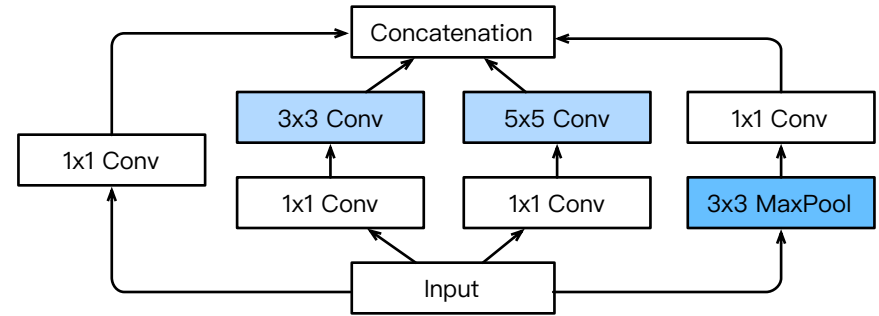 Concatenation
3x3 Conv
5x5 Conv
1x1 Conv
1x1 Conv
1x1 Conv
1x1 Conv
3x3 MaxPool
Input